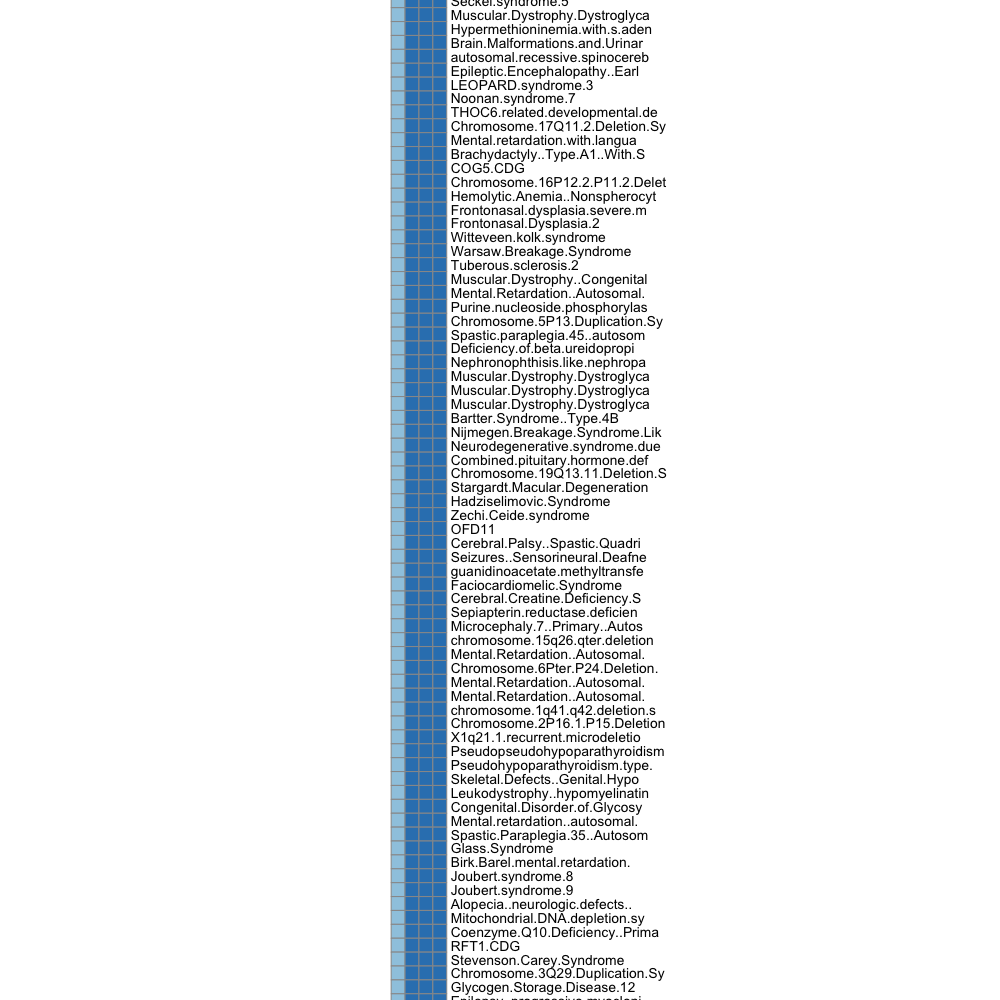 Seckel.syndrome.5
Muscular.Dystrophy.Dystroglyca
Hypermethioninemia.with.s.aden
Brain.Malformations.and.Urinar
autosomal.recessive.spinocereb
Epileptic.Encephalopathy..Earl
LEOPARD.syndrome.3
Noonan.syndrome.7
THOC6.related.developmental.de
Chromosome.17Q11.2.Deletion.Sy
Mental.retardation.with.langua
Brachydactyly..Type.A1..With.S
COG5.CDG
Chromosome.16P12.2.P11.2.Delet
Hemolytic.Anemia..Nonspherocyt
Frontonasal.dysplasia.severe.m
Frontonasal.Dysplasia.2
Witteveen.kolk.syndrome
Warsaw.Breakage.Syndrome
Tuberous.sclerosis.2
Muscular.Dystrophy..Congenital
Mental.Retardation..Autosomal.
Purine.nucleoside.phosphorylas
Chromosome.5P13.Duplication.Sy
Spastic.paraplegia.45..autosom
Deficiency.of.beta.ureidopropi
Nephronophthisis.like.nephropa
Muscular.Dystrophy.Dystroglyca
Muscular.Dystrophy.Dystroglyca
Muscular.Dystrophy.Dystroglyca
Bartter.Syndrome..Type.4B
Nijmegen.Breakage.Syndrome.Lik
Neurodegenerative.syndrome.due
Combined.pituitary.hormone.def
Chromosome.19Q13.11.Deletion.S
Stargardt.Macular.Degeneration
Hadziselimovic.Syndrome
Zechi.Ceide.syndrome
OFD11
Cerebral.Palsy..Spastic.Quadri
Seizures..Sensorineural.Deafne
guanidinoacetate.methyltransfe
Faciocardiomelic.Syndrome
Cerebral.Creatine.Deficiency.S
Sepiapterin.reductase.deficien
Microcephaly.7..Primary..Autos
chromosome.15q26.qter.deletion
Mental.Retardation..Autosomal.
Chromosome.6Pter.P24.Deletion.
Mental.Retardation..Autosomal.
Mental.Retardation..Autosomal.
chromosome.1q41.q42.deletion.s
Chromosome.2P16.1.P15.Deletion
X1q21.1.recurrent.microdeletio
Pseudopseudohypoparathyroidism
Pseudohypoparathyroidism.type.
Skeletal.Defects..Genital.Hypo
Leukodystrophy..hypomyelinatin
Congenital.Disorder.of.Glycosy
Mental.retardation..autosomal.
Spastic.Paraplegia.35..Autosom
Glass.Syndrome
Birk.Barel.mental.retardation.
Joubert.syndrome.8
Joubert.syndrome.9
Alopecia..neurologic.defects..
Mitochondrial.DNA.depletion.sy
Coenzyme.Q10.Deficiency..Prima
RFT1.CDG
Stevenson.Carey.Syndrome
Chromosome.3Q29.Duplication.Sy
Glycogen.Storage.Disease.12
Epilepsy..progressive.myocloni